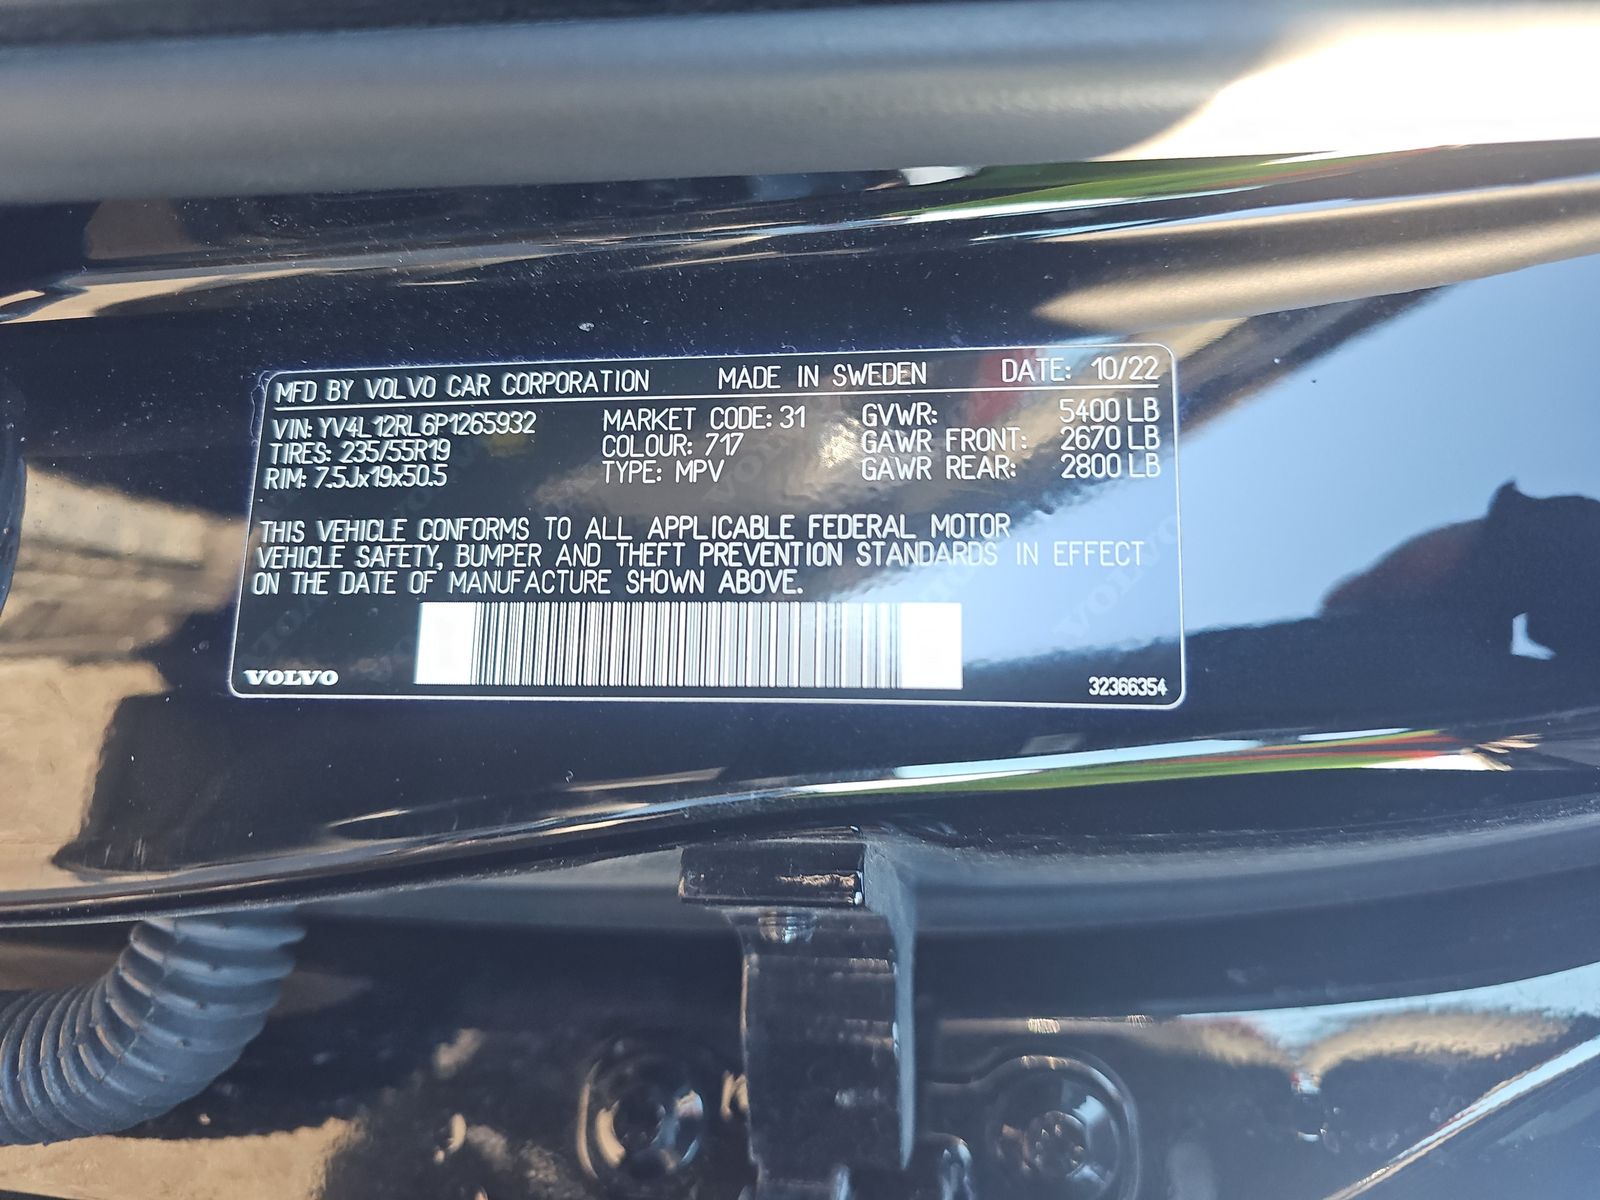 MFD BY VOLVO CAR CORPORATION MADE IN SWEDEN DATE: 10/22
VIN: YV4L12RL6P1265932 MARKET CODE: 31 GVWR: 5400 LB
TIRES: 235/55R19 COLOUR: 717 GAWR FRONT: 2670 LB
RIM: 7.5Jx19x50.5 TYPE: MPV GAWR REAR: 2800 LB
THIS VEHICLE CONFORMS TO ALL APPLICABLE FEDERAL MOTOR
VEHICLE SAFETY, BUMPER AND THEFT PREVENTION STANDARDS IN EFFECT
ON THE DATE OF MANUFACTURE SHOWN ABOVE.
VOLVO 32366354